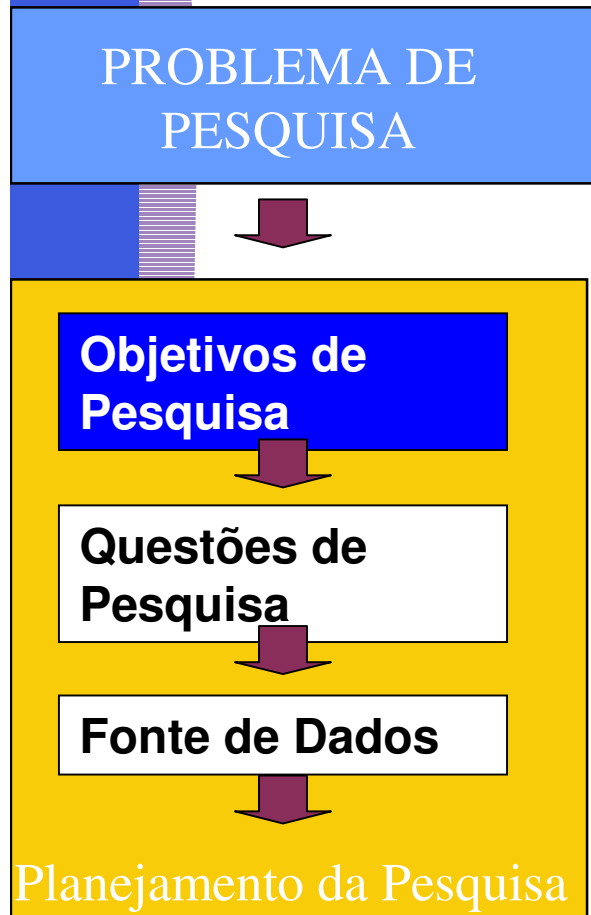 PROBLEMA DE
PESQUISA
Objetivos de
Pesquisa
Questões de
Pesquisa
Fonte de Dados
Planejamento da Pesquisa